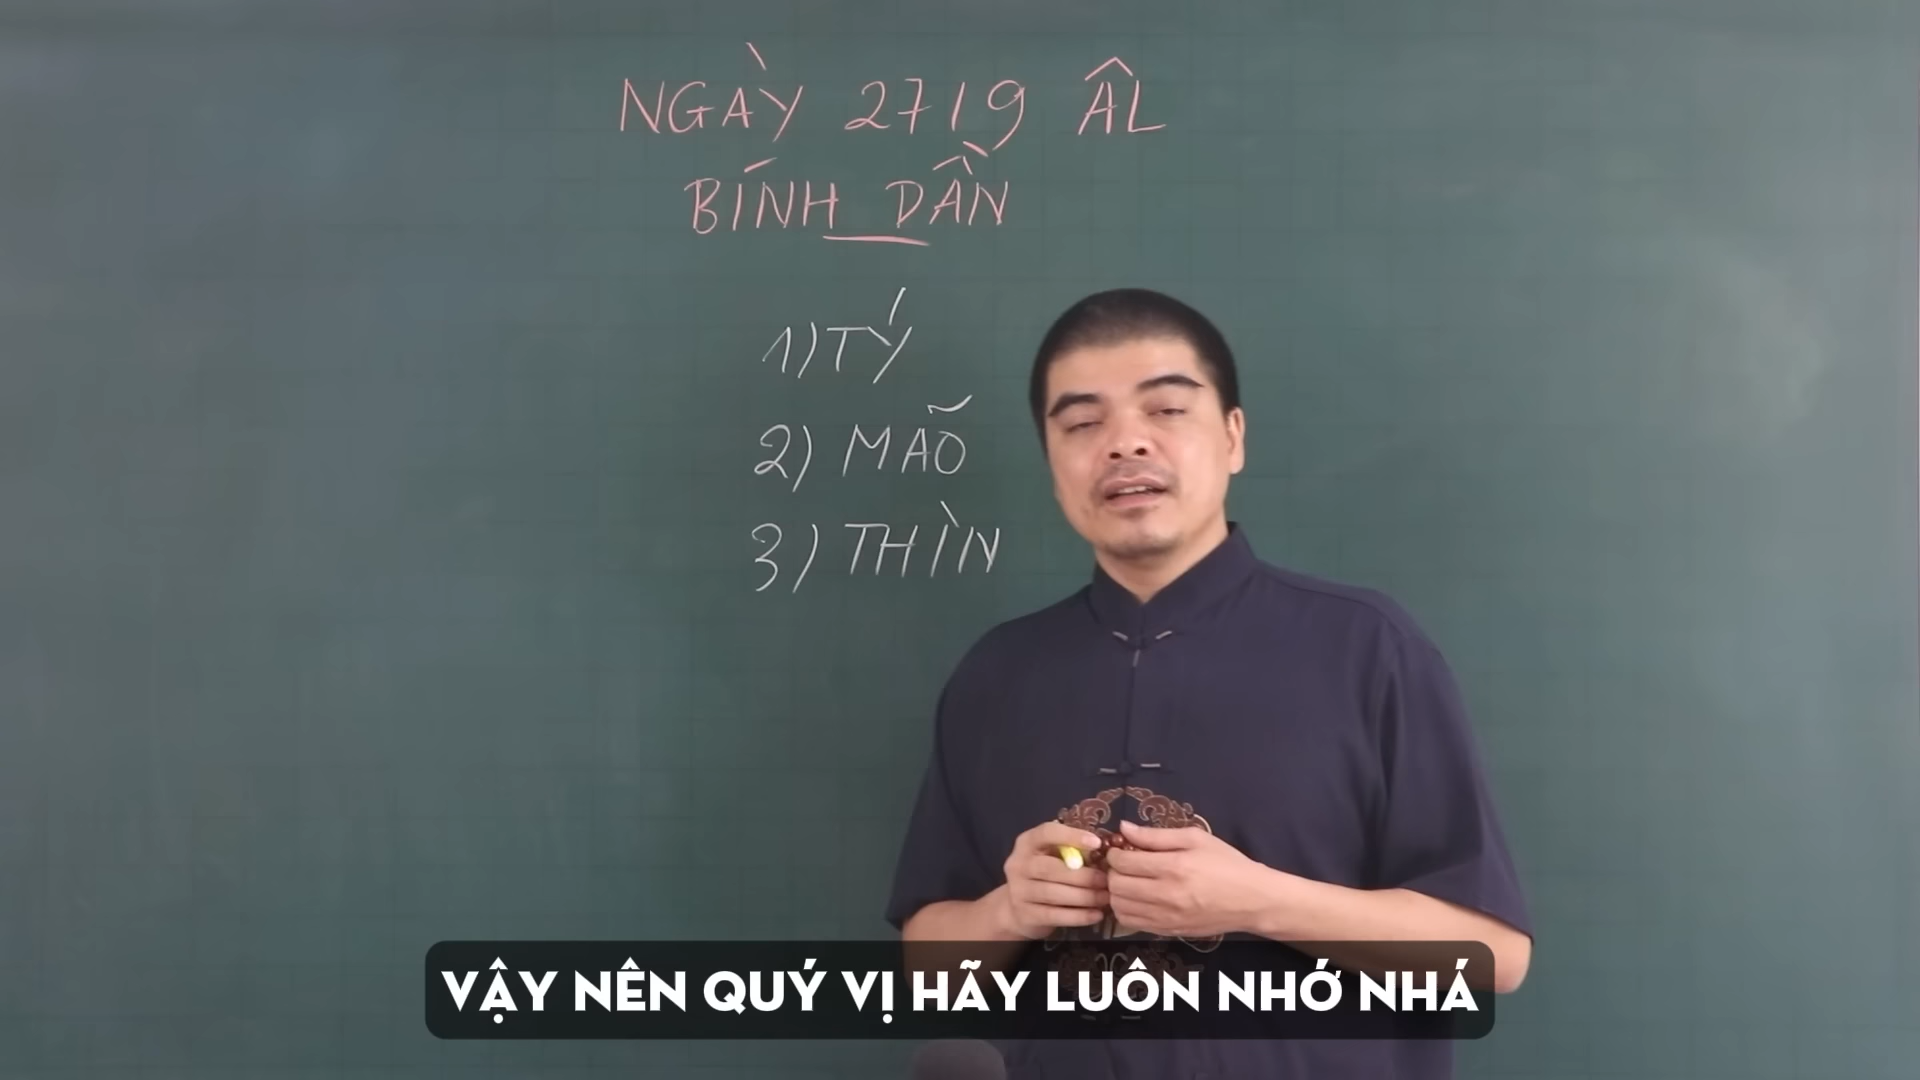 NGÀY 27/9 ÂL
BÍNH DẦN
1) TÝ
2) MÃO
3) THÌN
VẬY NÊN QUÝ VỊ HÃY LUÔN NHỚ NHÁ